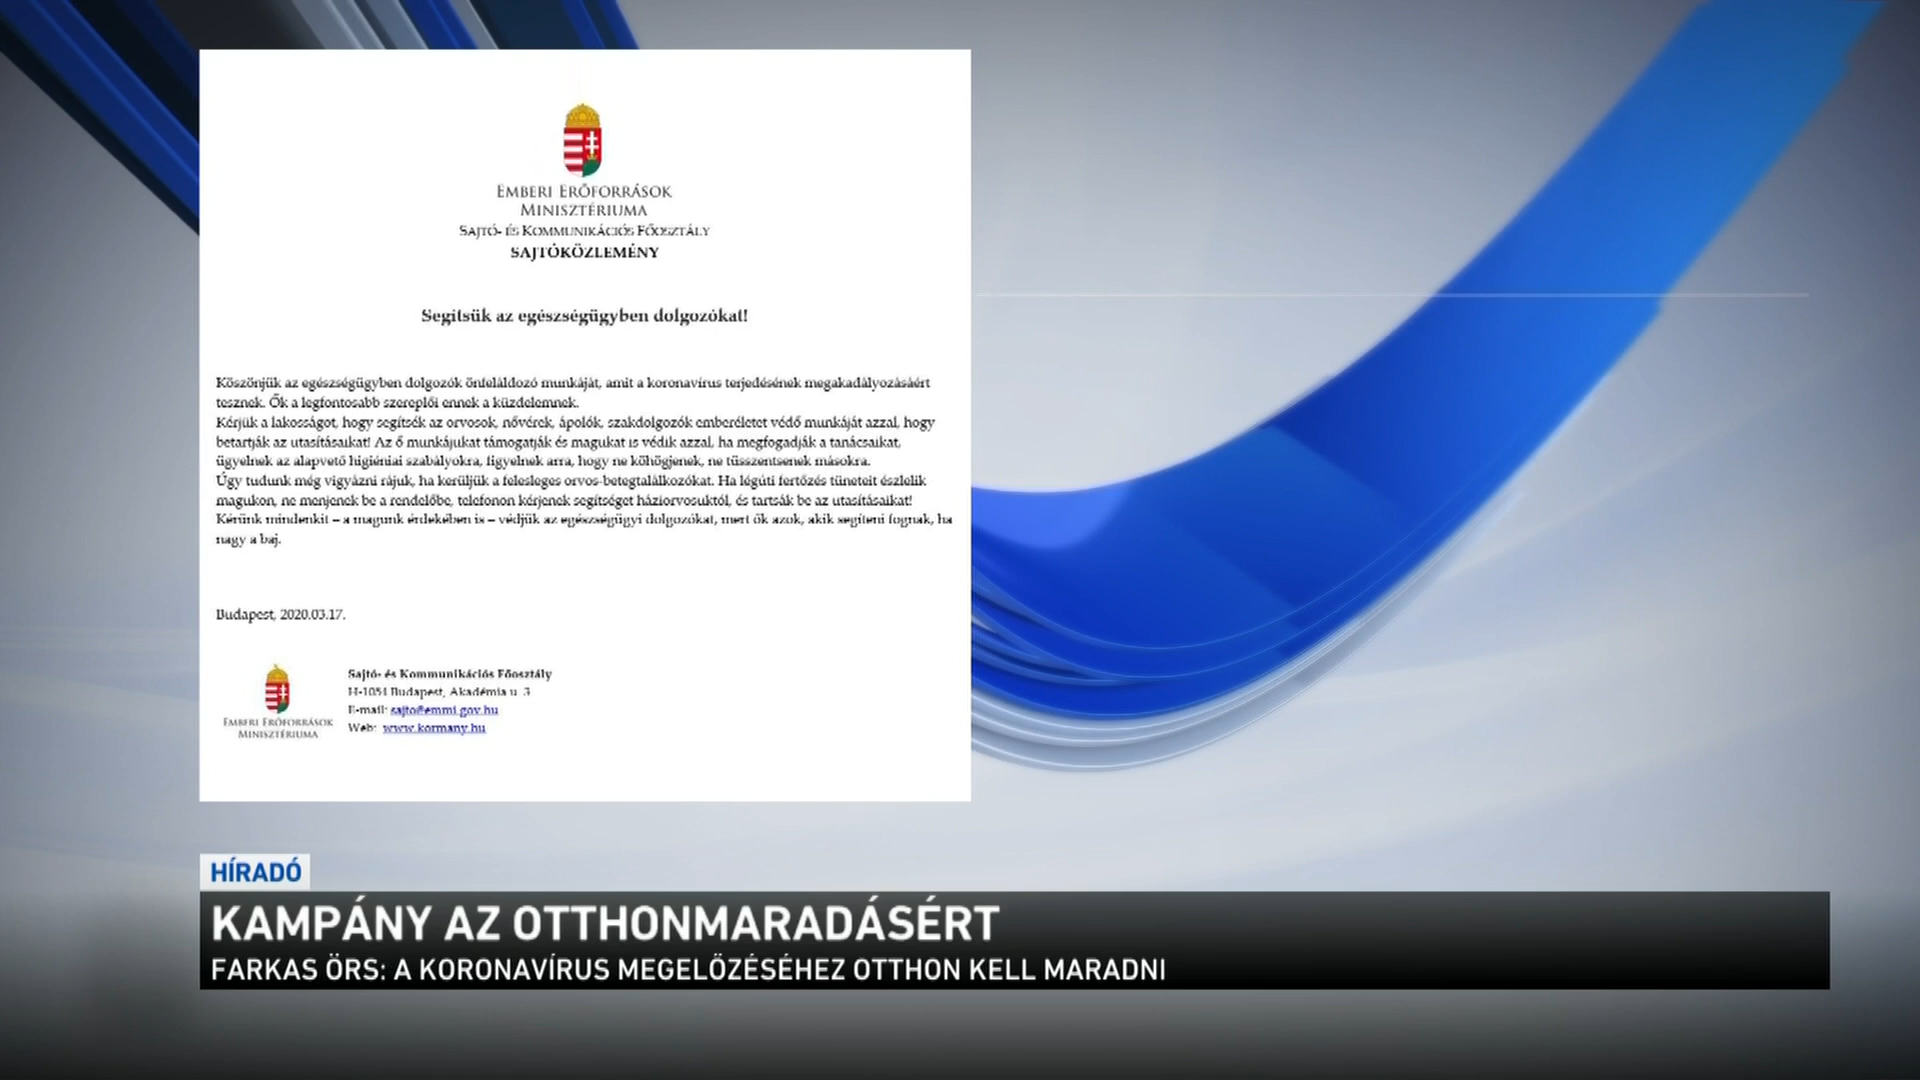 EMBERI ERŐFORRÁSOK
MINISZTÉRIUMA
SAJTÓ- ÉS KOMMUNIKÁCIÓS FŐOSZTÁLY
SAJTÓKÖZLEMÉNY
Segítsük az egészségügyben dolgozókat!
Köszönjük az egészségügyben dolgozók önfeláldozó munkáját, amit a koronavírus terjedésének megakadályozásáért
tesznek. Ők a legfontosabb szereplői ennek a küzdelemnek.
Kérjük a lakosságot, hogy segítsék az orvosok, nővérek, ápolók, szakdolgozók emberéletet védő munkáját azzal, hogy
betartják az utasításaikat! Az ő munkájukat támogatják és magukat is védik azzal, ha megfogadják a tanácsaikat,
ügyelnek az alapvető higiéniai szabályokra, figyelnek arra, hogy ne köhögjenek, ne tüsszentsenek másokra.
Úgy tudunk még vigyázni rájuk, ha kerüljük a felesleges orvos-betegtalálkozókat. Ha légúti fertőzés tüneteit észlelik
magukon, ne menjenek be a rendelőbe, telefonon kérjenek segítséget háziorvosuktól, és tartsák be az utasításaikat!
Kérünk mindenkit – a magunk érdekében is – védjük az egészségügyi dolgozókat, mert ők azok, akik segíteni fognak, ha
nagy a baj.
Budapest, 2020.03.17.
EMBERI ERŐFORRÁSOK
MINISZTÉRIUMA
Sajtó- és Kommunikációs Főosztály
H-1054 Budapest, Akadémia u. 3
E-mail: sajto@emmi.gov.hu
Web: www.kormany.hu
HÍRADÓ
KAMPÁNY AZ OTTHONMARADÁSÉRT
FARKAS ÖRS: A KORONAVÍRUS MEGELŐZÉSÉHEZ OTTHON KELL MARADNI